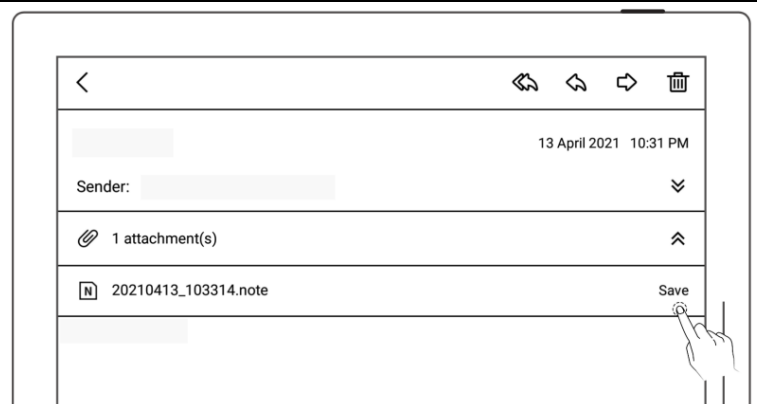 13 April 2021 10:31 PM
Sender:
1 attachment(s)
N 20210413_103314.note Save